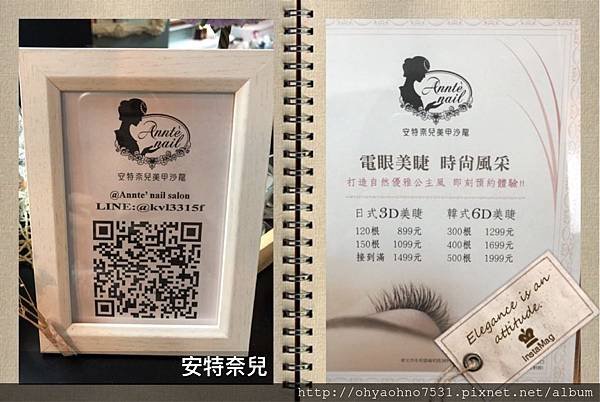 Annté
nail
安特奈兒美甲沙龍
@Annte' nail salon
LINE:@kvl3315f
安特奈兒
Annté
nail
安特奈兒美甲沙龍
電眼美睫 時尚風采
打造自然優雅公主風 即刻預約體驗!!
日式3D美睫 韓式6D美睫
120根 899元 300根 1299元
150根 1099元 400根 1699元
接到滿 1499元 500根 1999元
Elegance is an
attitude.
InstaMag
http://ohyaohno7531.pixnet.net/album